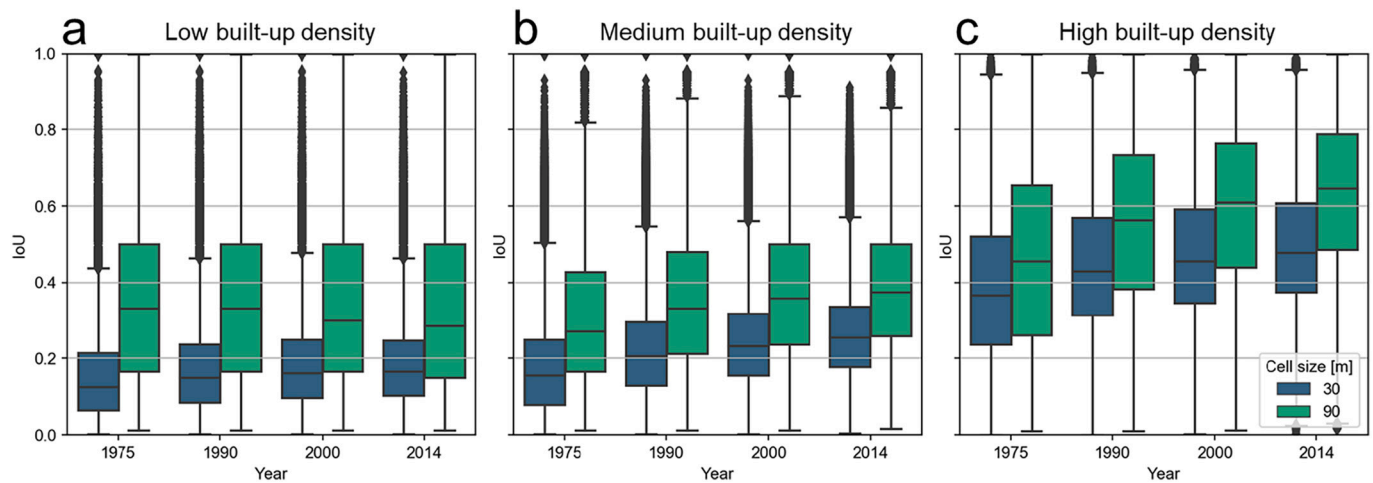 a Low built-up density
b Medium built-up density
c High built-up density
IoU
1.0
0.8
0.6
0.4
0.2
0.0
1975 1990 2000 2014
Year
IoU
1975 1990 2000 2014
Year
IoU
Cell size [m]
30
90
1975 1990 2000 2014
Year